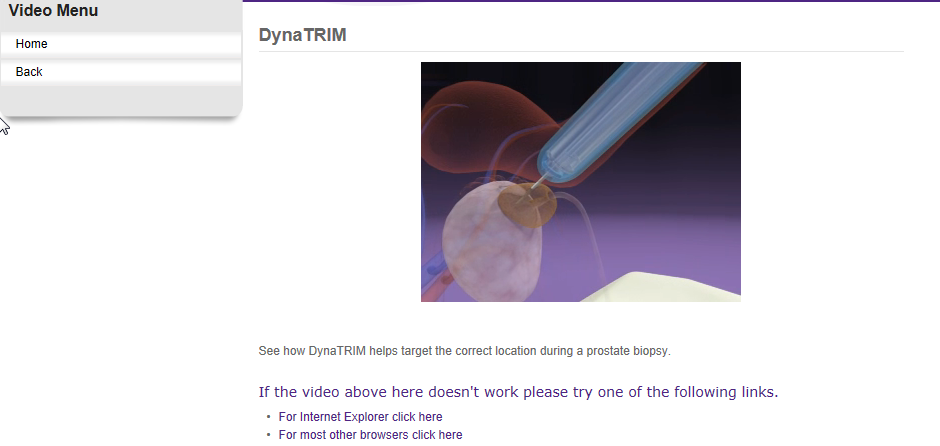 Video Menu
Home
Back
DynaTRIM
See how DynaTRIM helps target the correct location during a prostate biopsy.
If the video above here doesn't work please try one of the following links.
For Internet Explorer click here
For most other browsers click here